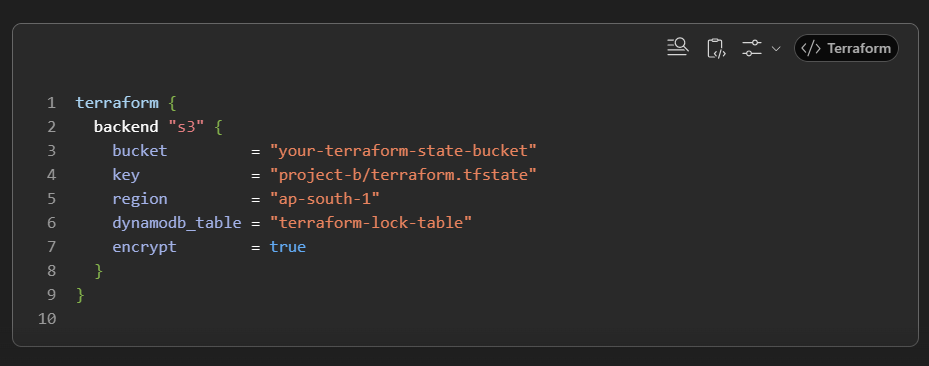 </> Terraform
1 terraform {
2   backend "s3" {
3     bucket         = "your-terraform-state-bucket"
4     key            = "project-b/terraform.tfstate"
5     region         = "ap-south-1"
6     dynamodb_table = "terraform-lock-table"
7     encrypt        = true
8   }
9 }
10